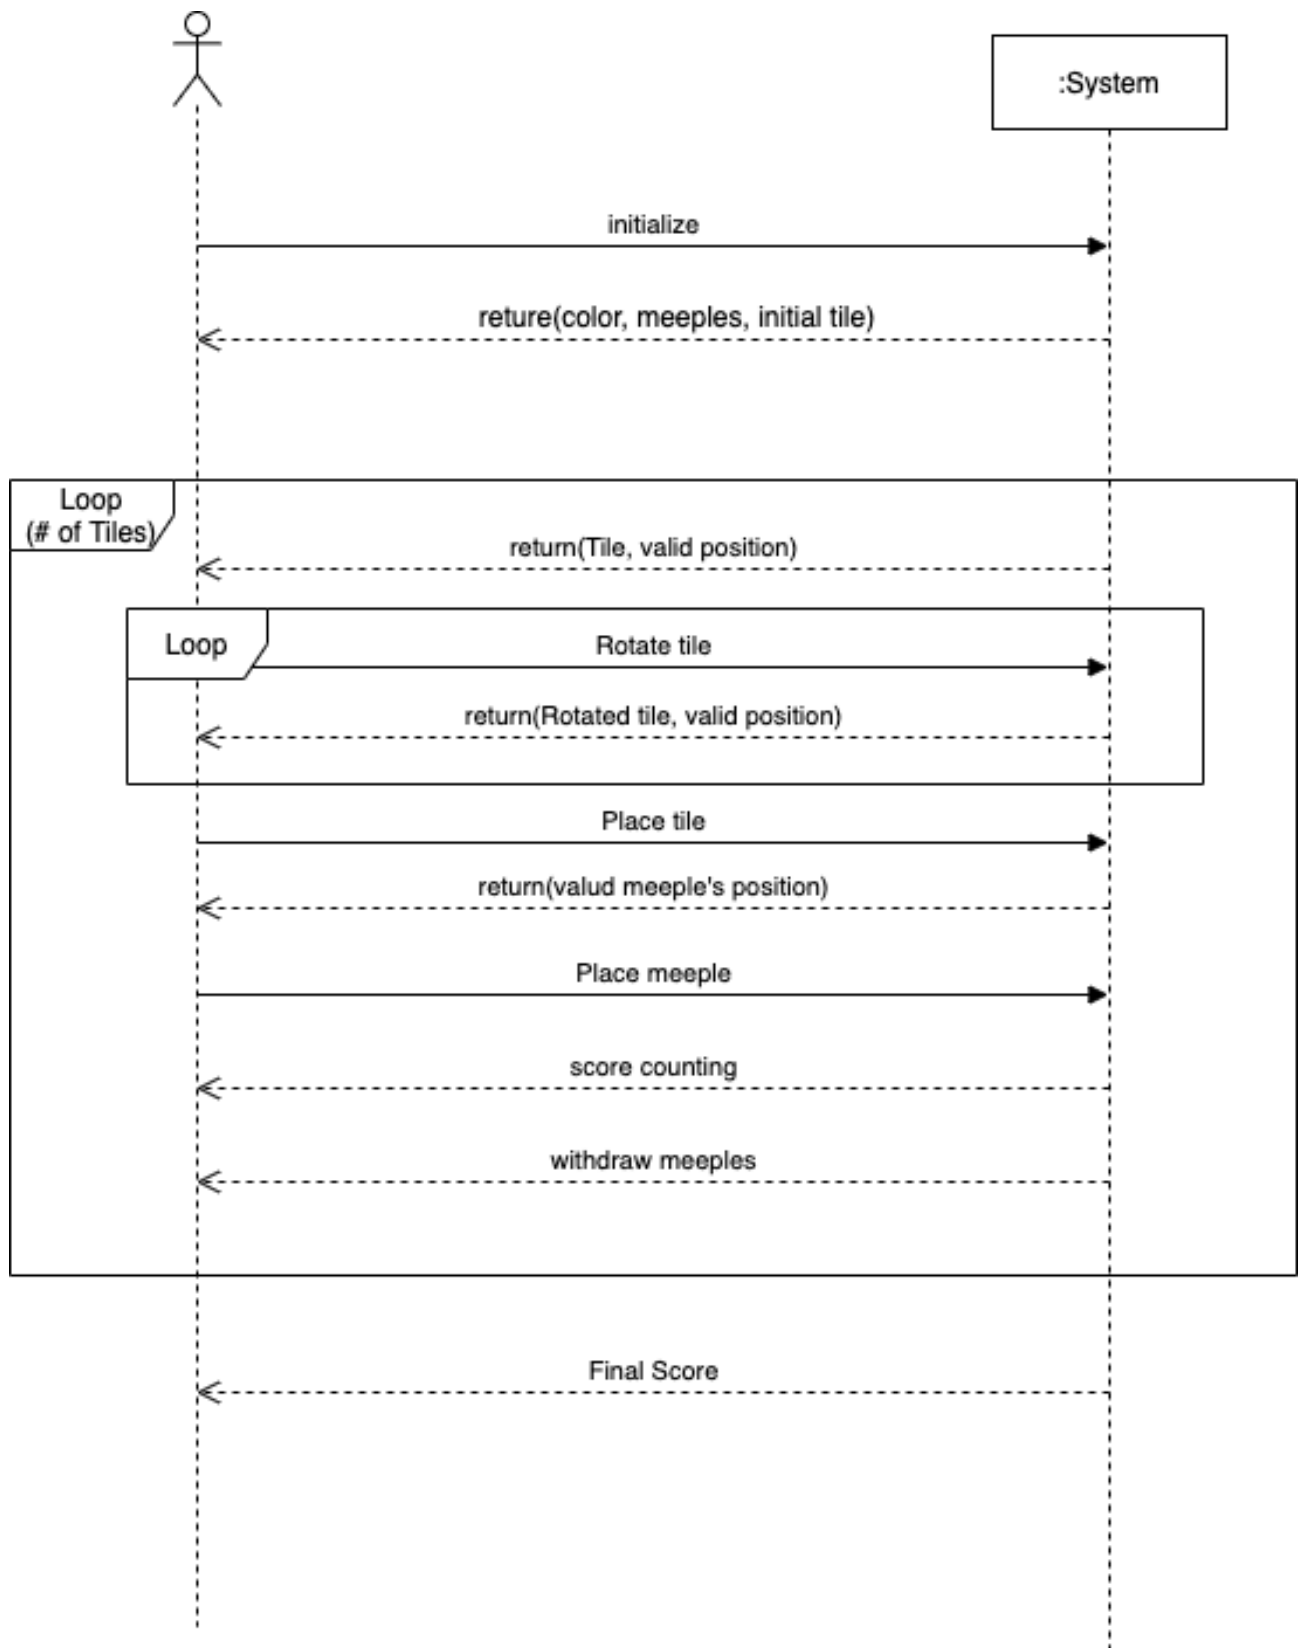 :System
initialize
reture(color, meeples, initial tile)
Loop
(# of Tiles)
return(Tile, valid position)
Loop
Rotate tile
return(Rotated tile, valid position)
Place tile
return(valud meeple's position)
Place meeple
score counting
withdraw meeples
Final Score